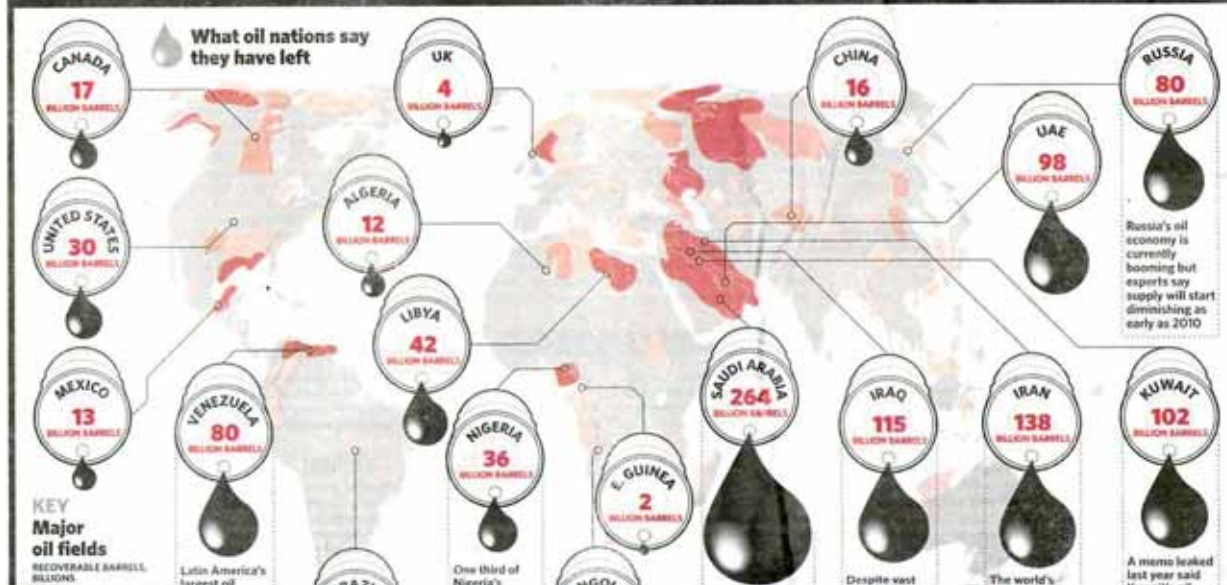 What oil nations say
they have left
CANADA
17
BILLION BARRELS
UK
4
BILLION BARRELS
CHINA
16
BILLION BARRELS
RUSSIA
80
BILLION BARRELS
Russia's oil
economy is
currently
booming but
experts say
supply will start
diminishing as
early as 2010
UAE
98
BILLION BARRELS
UNITED STATES
30
BILLION BARRELS
ALGERIA
12
BILLION BARRELS
LIBYA
42
BILLION BARRELS
MEXICO
13
BILLION BARRELS
VENEZUELA
80
BILLION BARRELS
Latin America's
largest oil
NIGERIA
36
BILLION BARRELS
One third of
Nigeria's
E. GUINEA
2
BILLION BARRELS
SAUDI ARABIA
264
BILLION BARRELS
IRAQ
115
BILLION BARRELS
Despite vast
IRAN
138
BILLION BARRELS
The world's
KUWAIT
102
BILLION BARRELS
A memo leaked
last year said
KEY
Major
oil fields
RECOVERABLE BARRELS,
BILLIONS